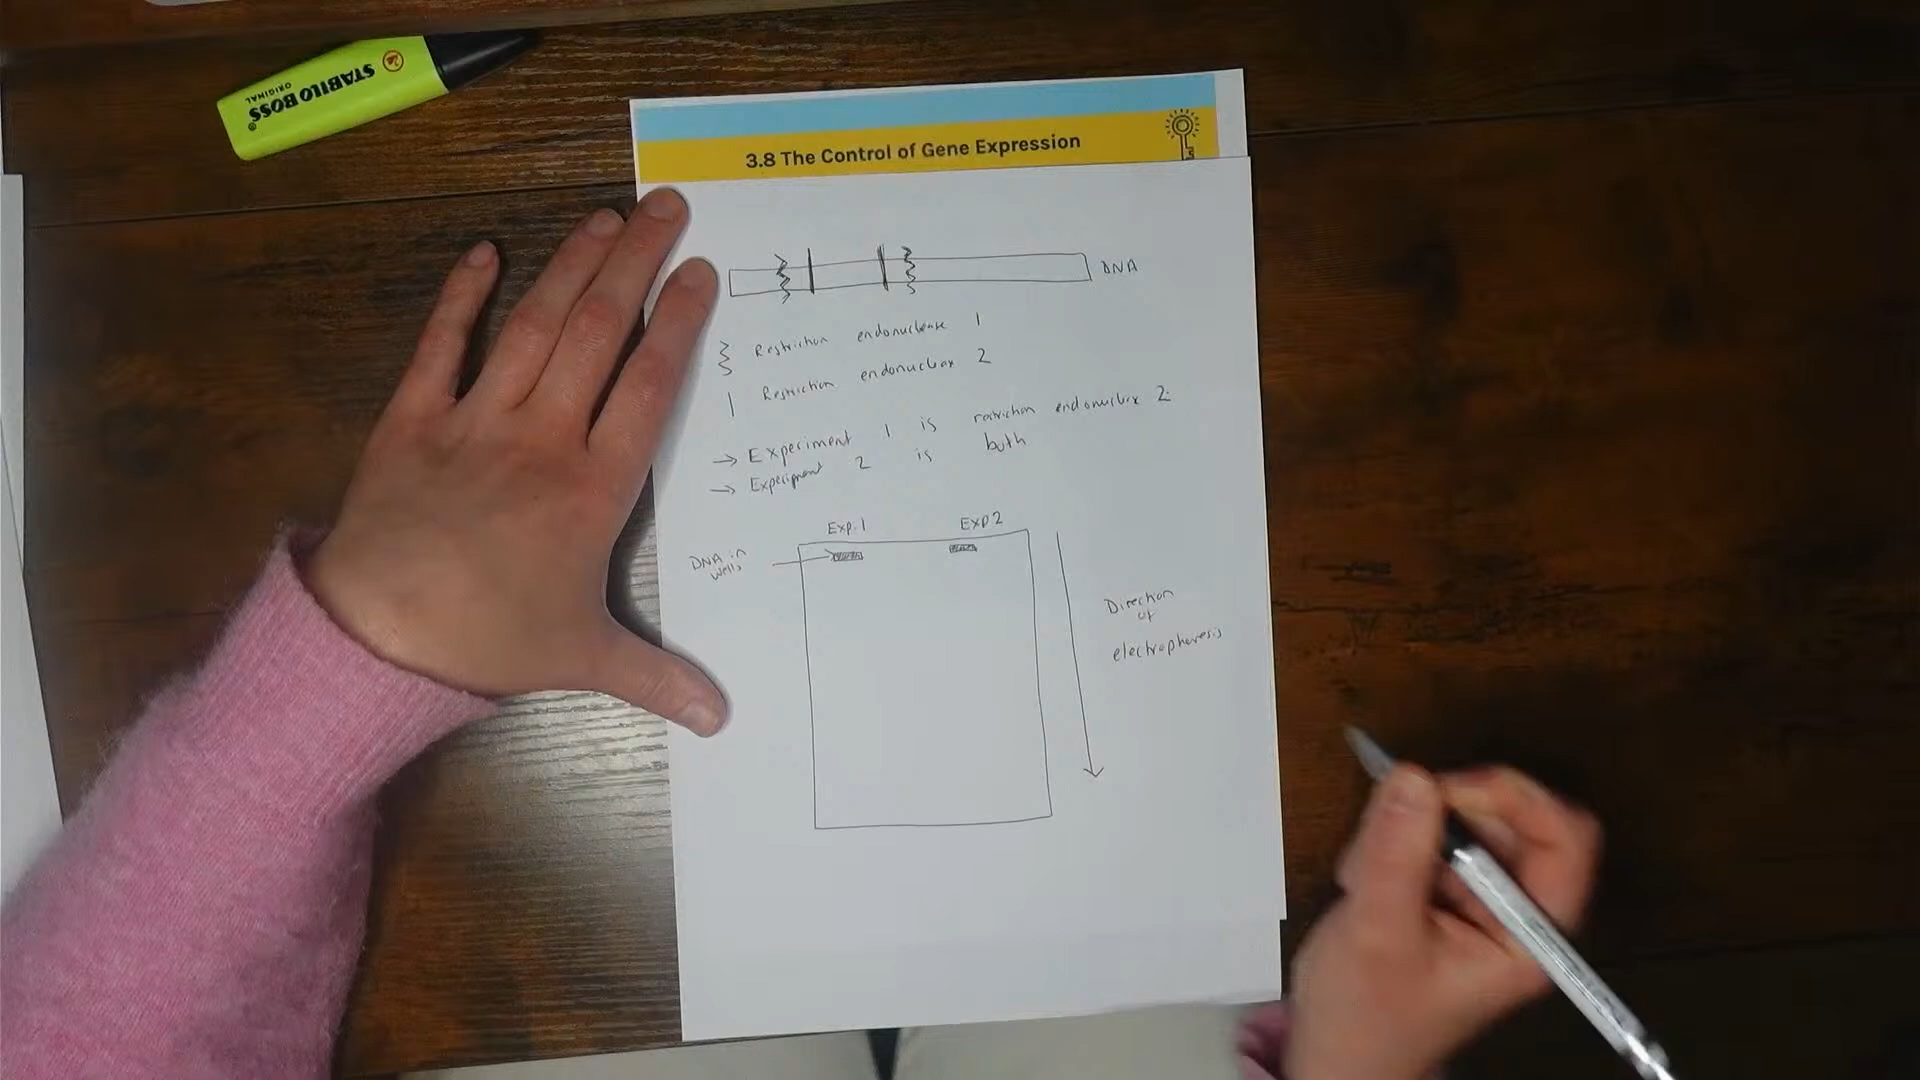 STABILO BOSS
ORIGINAL
3.8 The Control of Gene Expression
DNA
Restriction endonuclease 1
Restriction endonuclease 2
→ Experiment 1 is restriction endonuclease 2.
→ Experiment 2 is both
Exp.1
Exp 2
DNA in
wells
Direction
of
electrophoresis